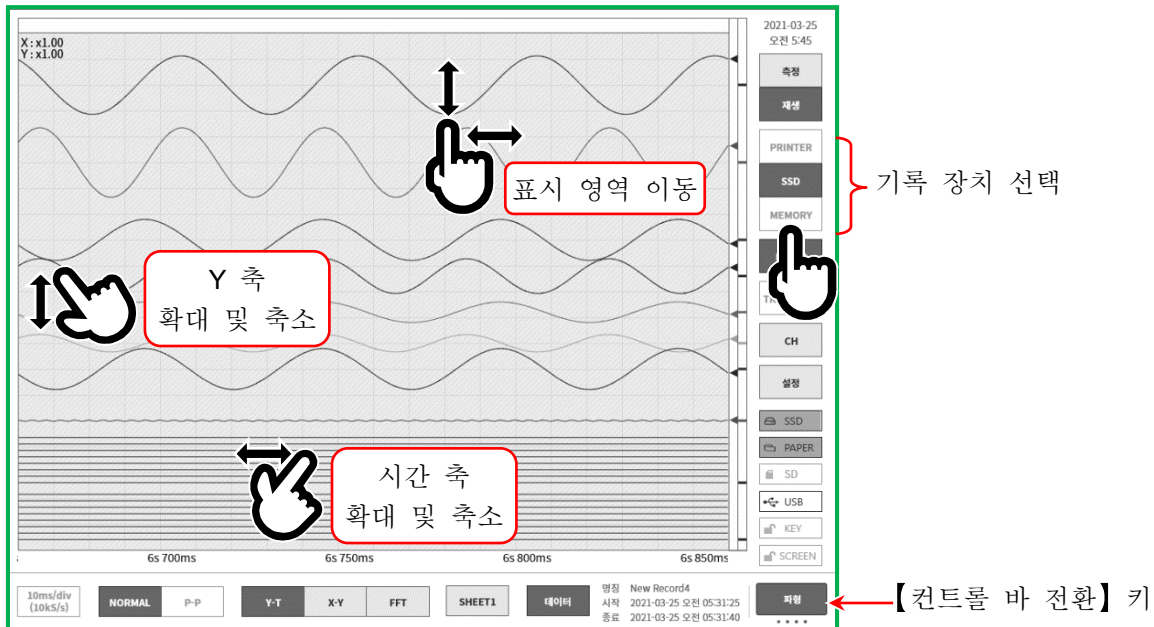 X: x1.00
Y: x1.00
2021-03-25
오전 5:45
측정
재생
PRINTER
SSD
MEMORY
기록 장치 선택
표시 영역 이동
Y 축
확대 및 축소
CH
설정
SSD
PAPER
SD
USB
KEY
SCREEN
시간 축
확대 및 축소
6s 700ms
6s 750ms
6s 800ms
6s 850ms
10ms/div
(10kS/s)
NORMAL
P-P
Y-T
X-Y
FFT
SHEET1
데이터
명칭 New Record4
시작 2021-03-25 오전 05:31:25
종료 2021-03-25 오전 05:31:40
파형
【컨트롤 바 전환】 키